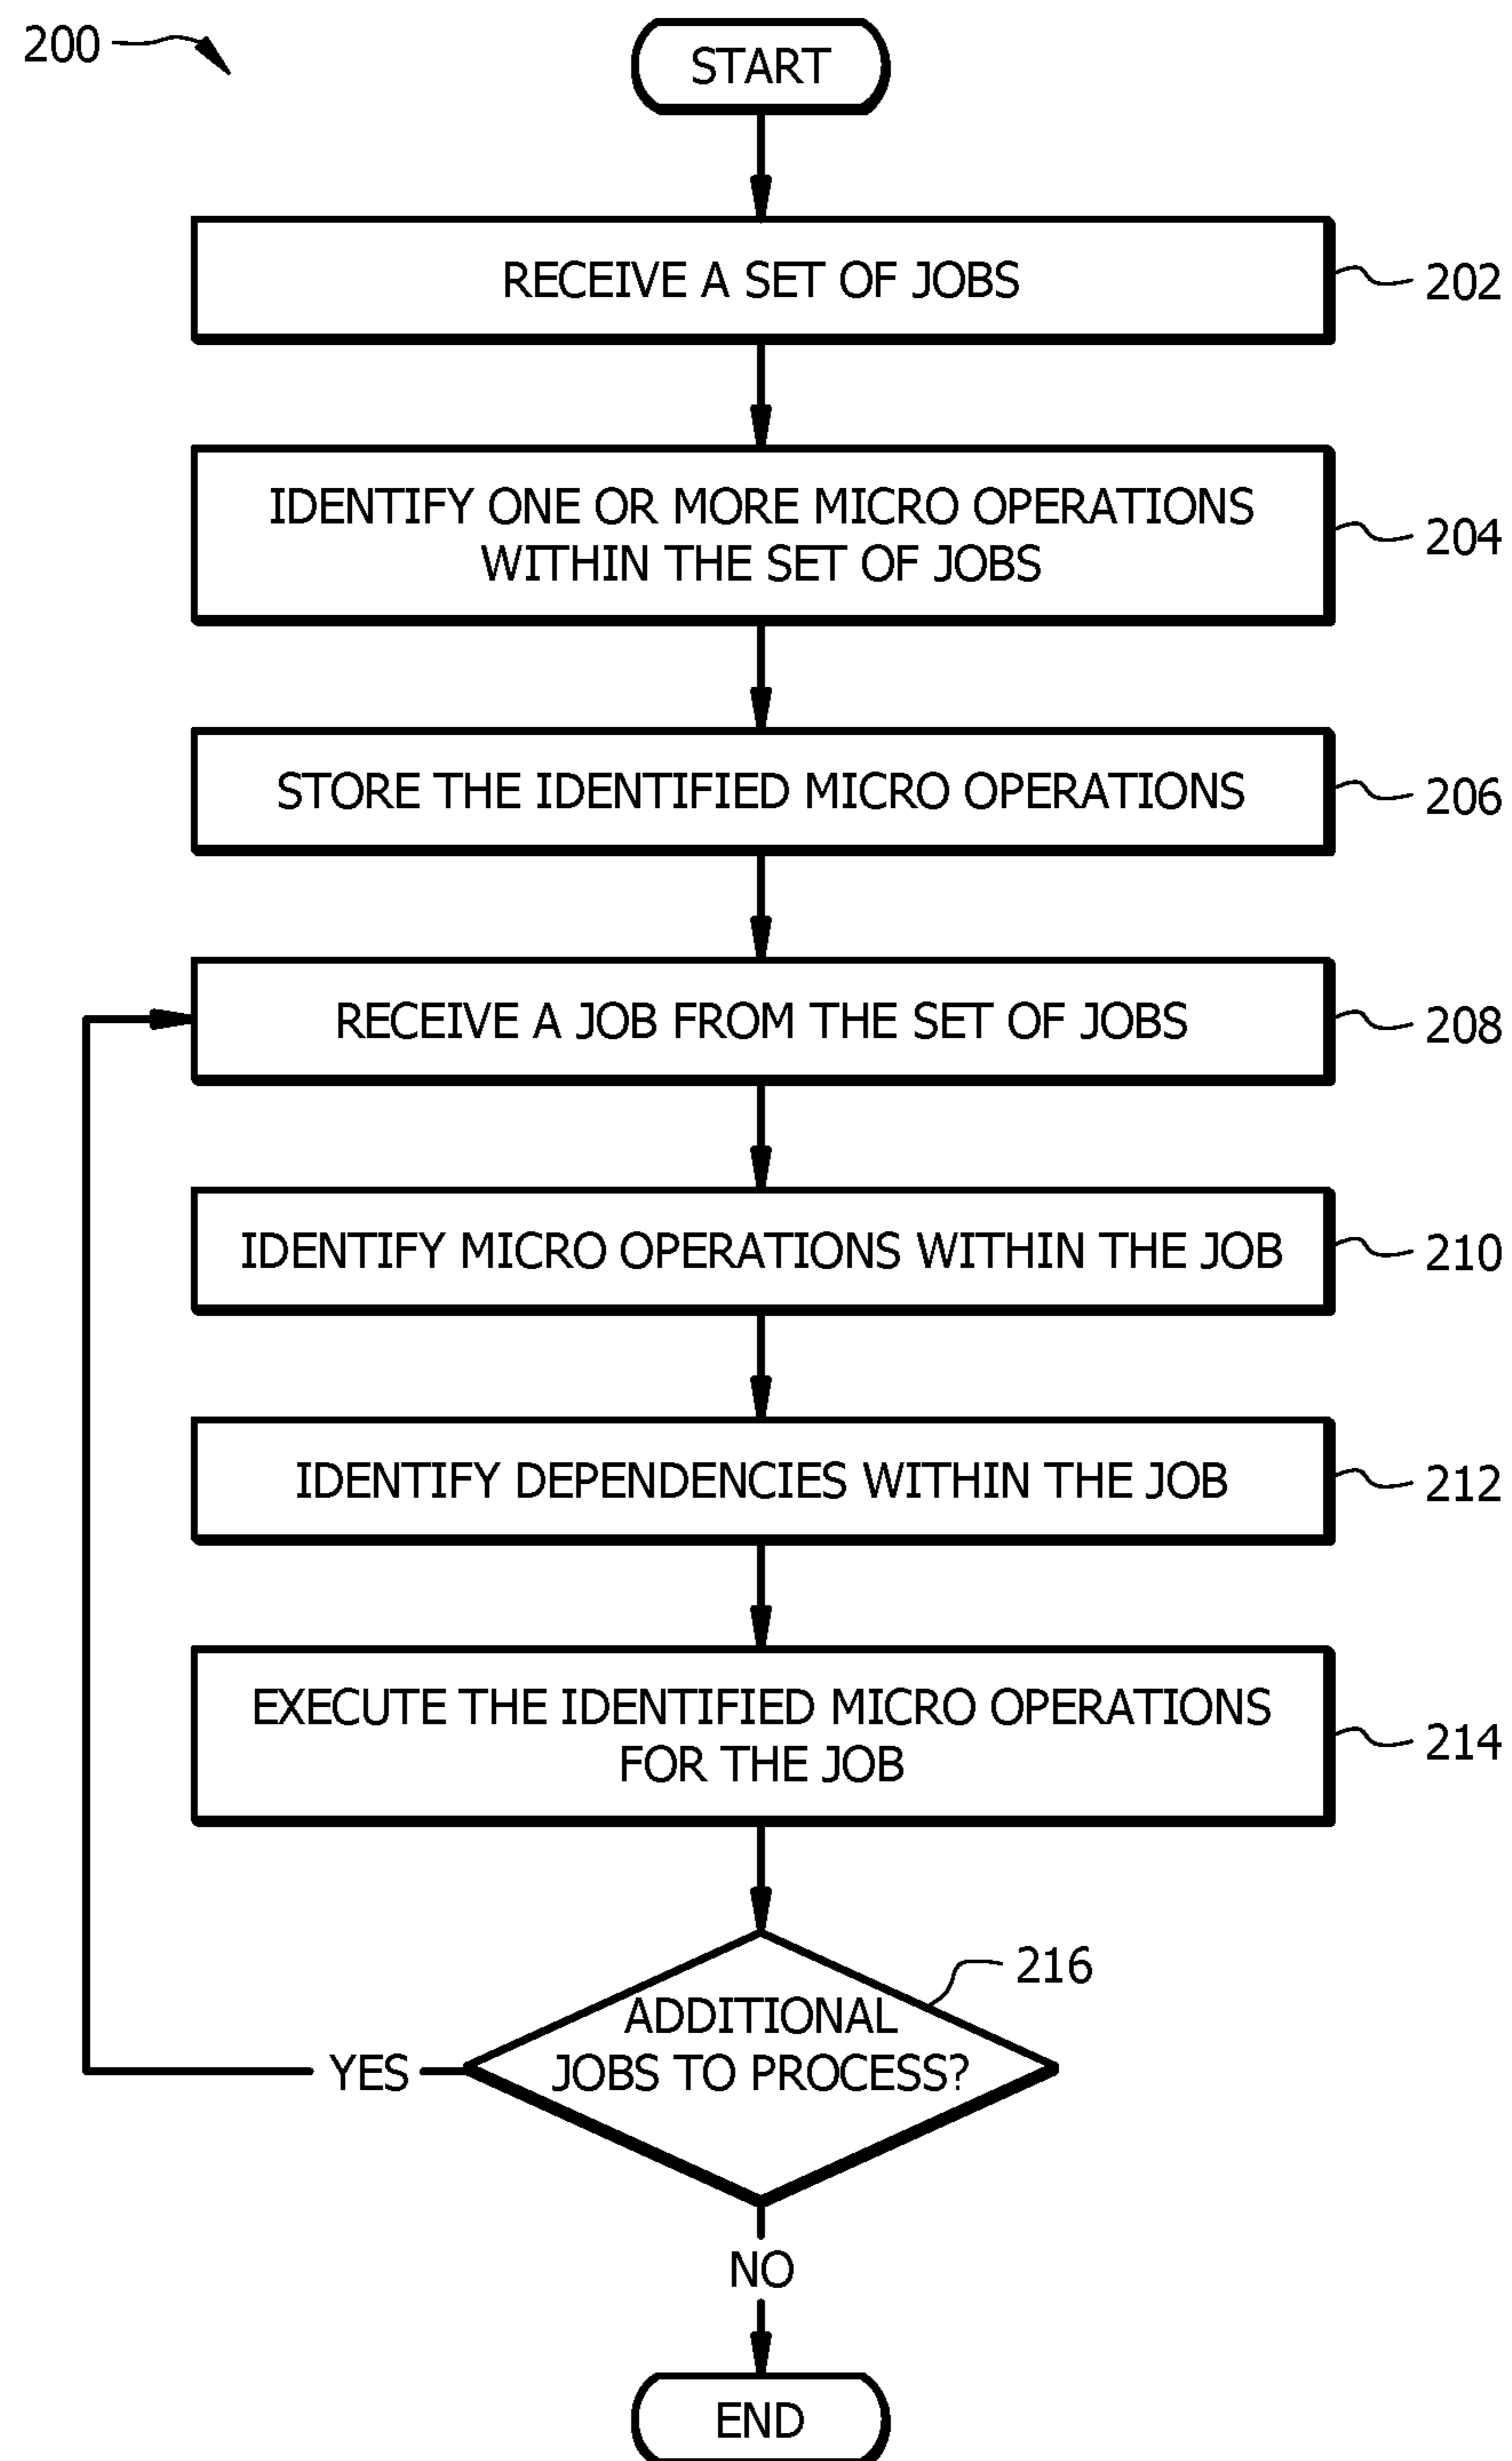 200
START
RECEIVE A SET OF JOBS
202
IDENTIFY ONE OR MORE MICRO OPERATIONS
WITHIN THE SET OF JOBS
204
STORE THE IDENTIFIED MICRO OPERATIONS
206
RECEIVE A JOB FROM THE SET OF JOBS
208
IDENTIFY MICRO OPERATIONS WITHIN THE JOB
210
IDENTIFY DEPENDENCIES WITHIN THE JOB
212
EXECUTE THE IDENTIFIED MICRO OPERATIONS
FOR THE JOB
214
216
ADDITIONAL
JOBS TO PROCESS?
YES
NO
END